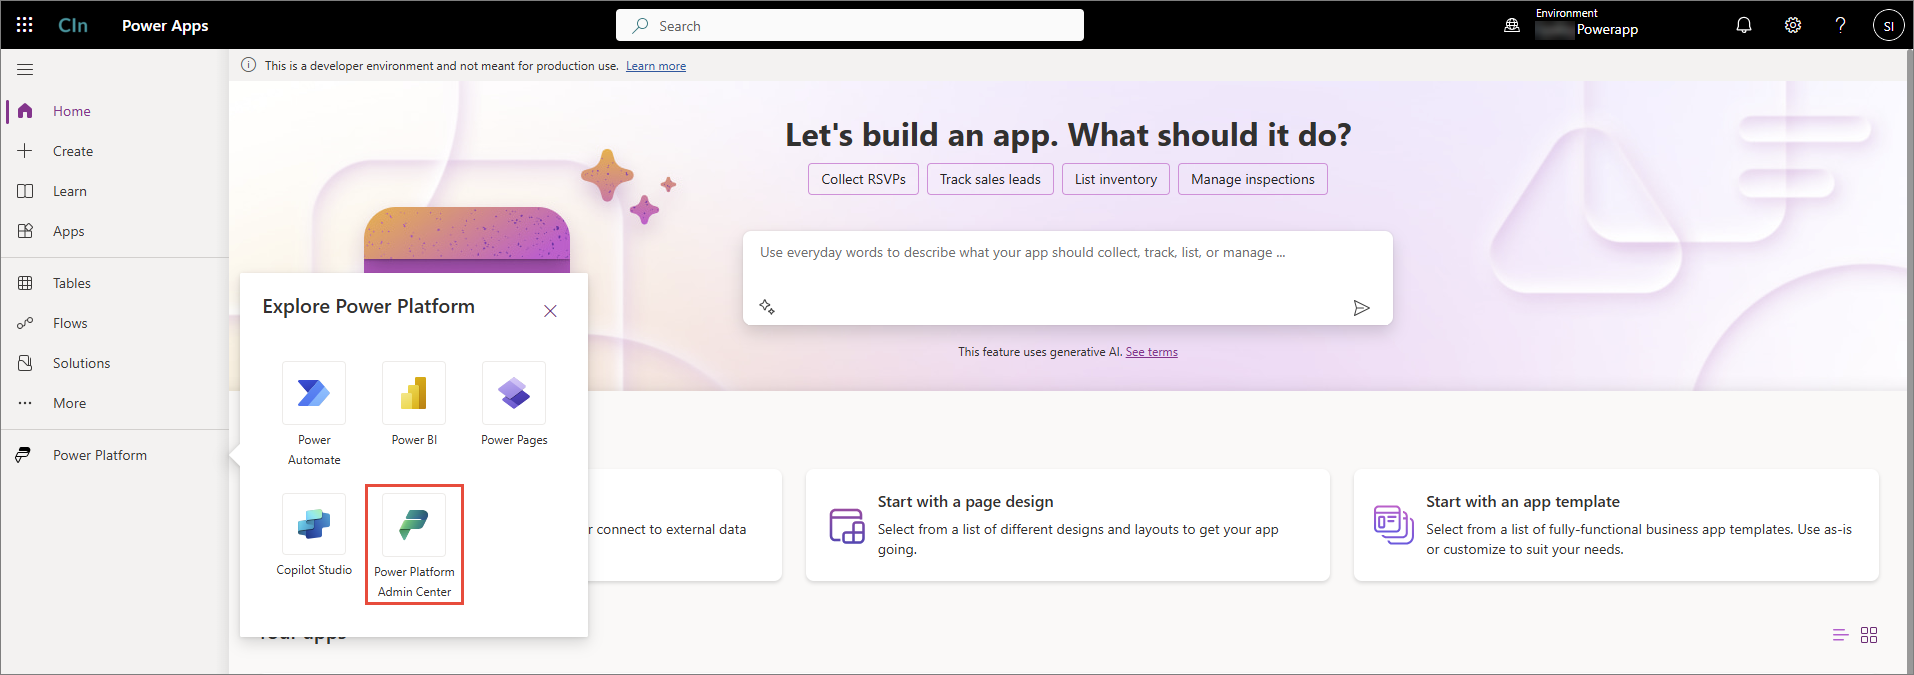 CIn
Power Apps
Search
Environment
Powerapp
?
SI
This is a developer environment and not meant for production use. Learn more
Home
Create
Learn
Apps
Tables
Flows
Solutions
More
Power Platform
Let's build an app. What should it do?
Collect RSVPs
Track sales leads
List inventory
Manage inspections
Use everyday words to describe what your app should collect, track, list, or manage ...
This feature uses generative AI. See terms
Explore Power Platform
Power
Automate
Power BI
Power Pages
Copilot Studio
Power Platform
Admin Center
connect to external data
Start with a page design
Select from a list of different designs and layouts to get your app
going.
Start with an app template
Select from a list of fully-functional business app templates. Use as-is
or customize to suit your needs.
Your apps